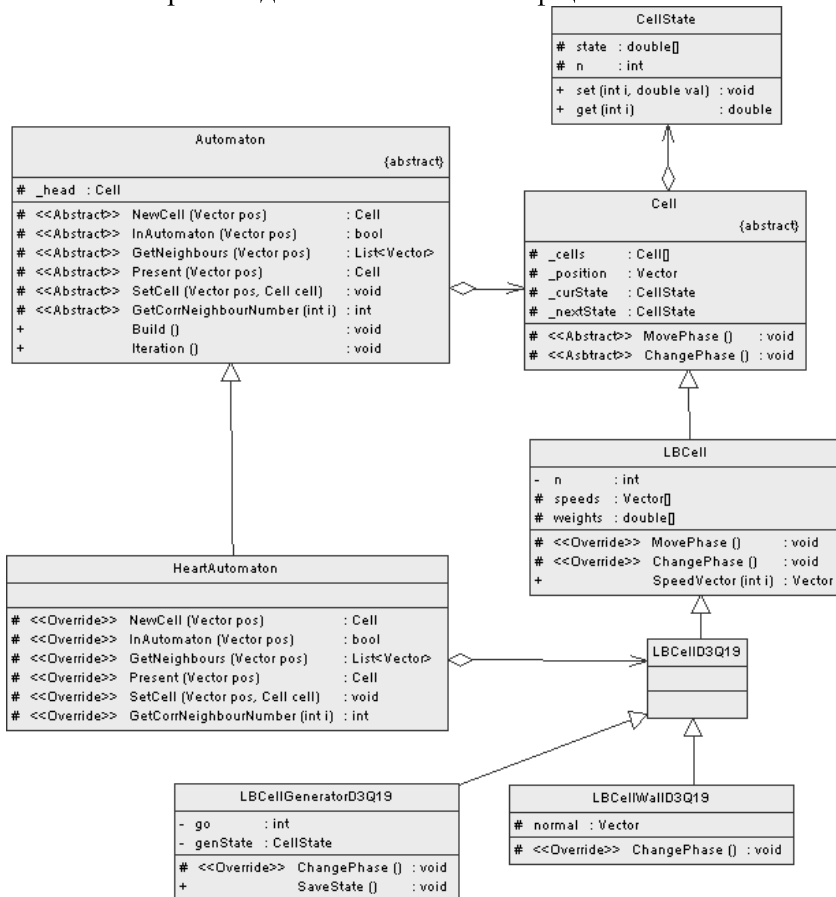 CellState
# state : double[]
# n : int
+ set (int i, double val) : void
+ get (int i) : double
Automaton
{abstract}
# _head : Cell
# <<Abstract>> NewCell (Vector pos) : Cell
# <<Abstract>> InAutomaton (Vector pos) : bool
# <<Abstract>> GetNeighbours (Vector pos) : List<Vector>
# <<Abstract>> Present (Vector pos) : Cell
# <<Abstract>> SetCell (Vector pos, Cell cell) : void
# <<Abstract>> GetCorrNeighbourNumber (int i) : int
+ Build () : void
+ Iteration () : void
Cell
{abstract}
# _cells : Cell[]
# _position : Vector
# _curState : CellState
# _nextState : CellState
# <<Abstract>> MovePhase () : void
# <<Asbtract>> ChangePhase () : void
LBCell
- n : int
# speeds : Vector[]
# weights : double[]
# <<Override>> MovePhase () : void
# <<Override>> ChangePhase () : void
+ SpeedVector (int i) : Vector
HeartAutomaton
# <<Override>> NewCell (Vector pos) : Cell
# <<Override>> InAutomaton (Vector pos) : bool
# <<Override>> GetNeighbours (Vector pos) : List<Vector>
# <<Override>> Present (Vector pos) : Cell
# <<Override>> SetCell (Vector pos, Cell cell) : void
# <<Override>> GetCorrNeighbourNumber (int i) : int
LBCellD3Q19
LBCellGeneratorD3Q19
- go : int
- genState : CellState
# <<Override>> ChangePhase () : void
+ SaveState () : void
LBCellWallD3Q19
# normal : Vector
# <<Override>> ChangePhase () : void